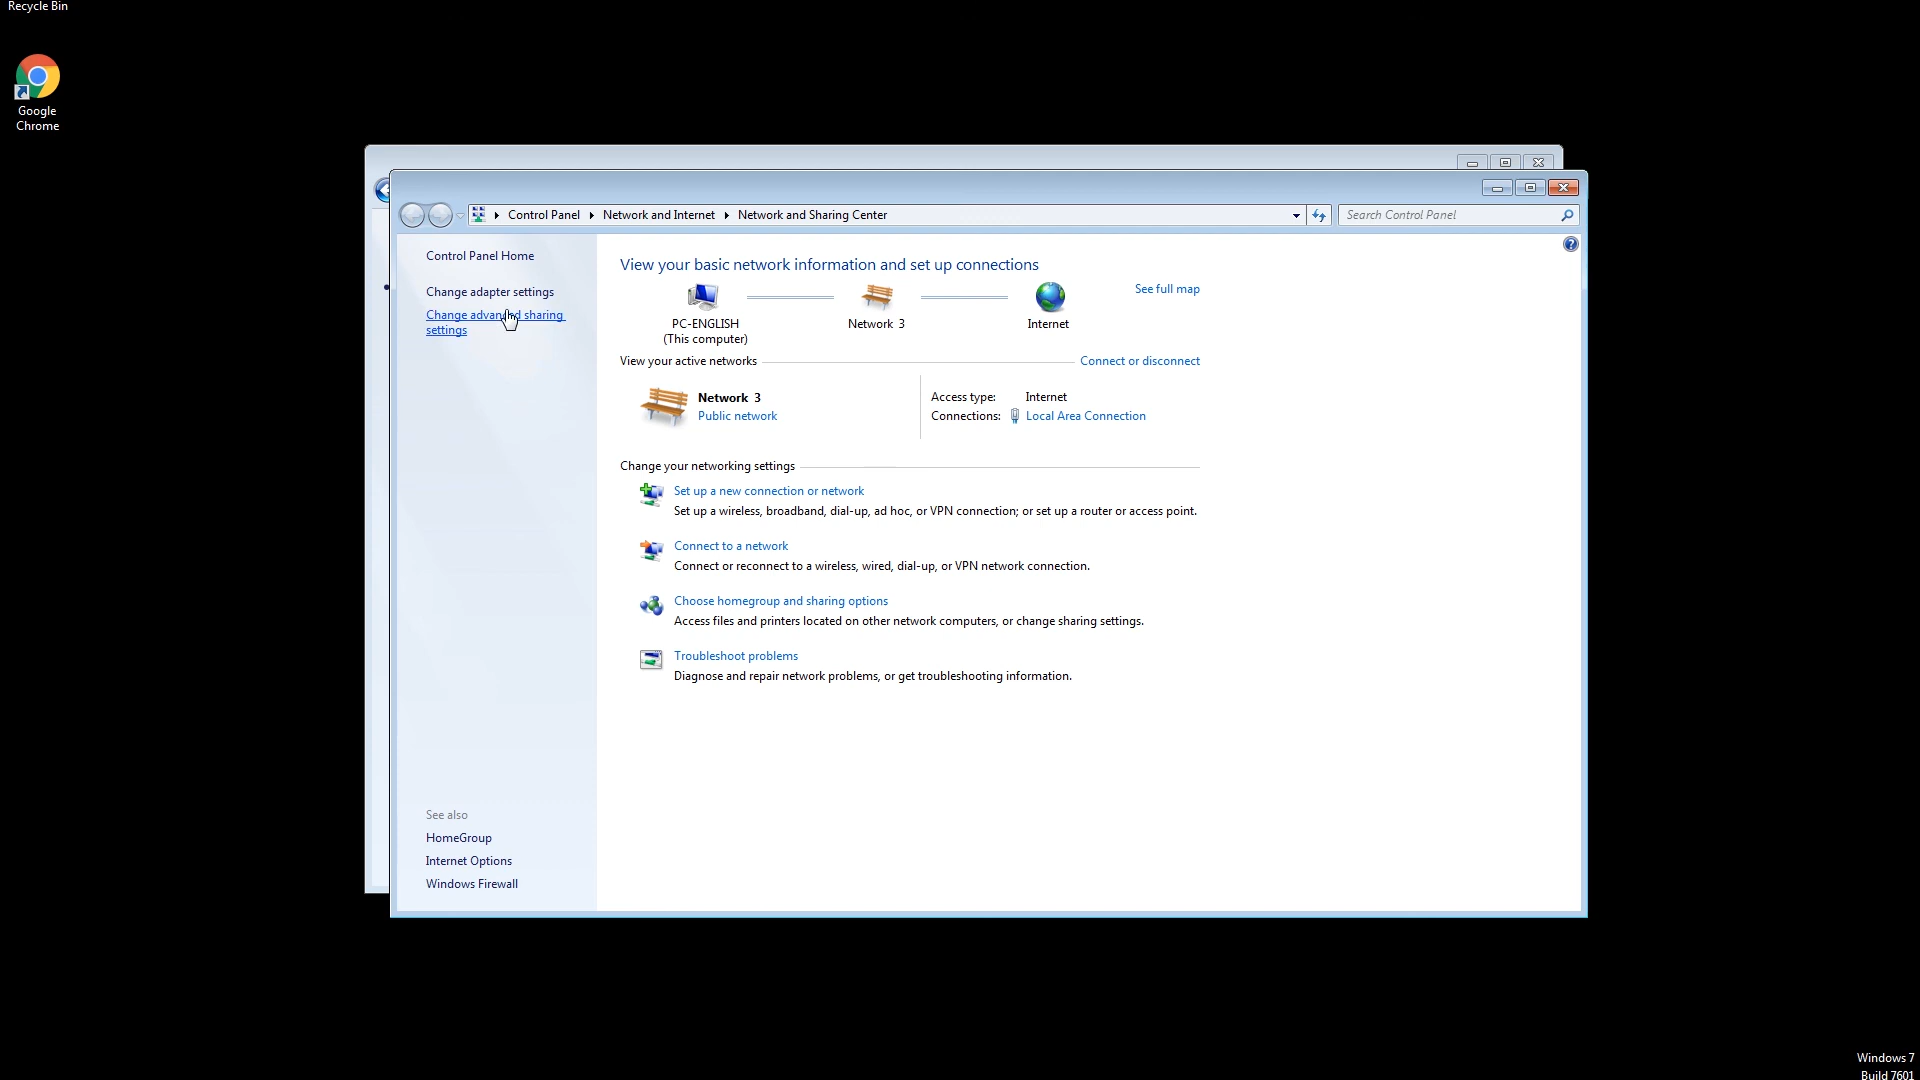 Recycle Bin
Google
Chrome
Control Panel
Network and Internet
Network and Sharing Center
Search Control Panel
Control Panel Home
Change adapter settings
Change advanced sharing
settings
See also
HomeGroup
Internet Options
Windows Firewall
View your basic network information and set up connections
See full map
PC-ENGLISH
(This computer)
Network 3
Internet
View your active networks
Connect or disconnect
Network 3
Public network
Access type: Internet
Connections: Local Area Connection
Change your networking settings
Set up a new connection or network
Set up a wireless, broadband, dial-up, ad hoc, or VPN connection; or set up a router or access point.
Connect to a network
Connect or reconnect to a wireless, wired, dial-up, or VPN network connection.
Choose homegroup and sharing options
Access files and printers located on other network computers, or change sharing settings.
Troubleshoot problems
Diagnose and repair network problems, or get troubleshooting information.
Windows 7
Build 7601